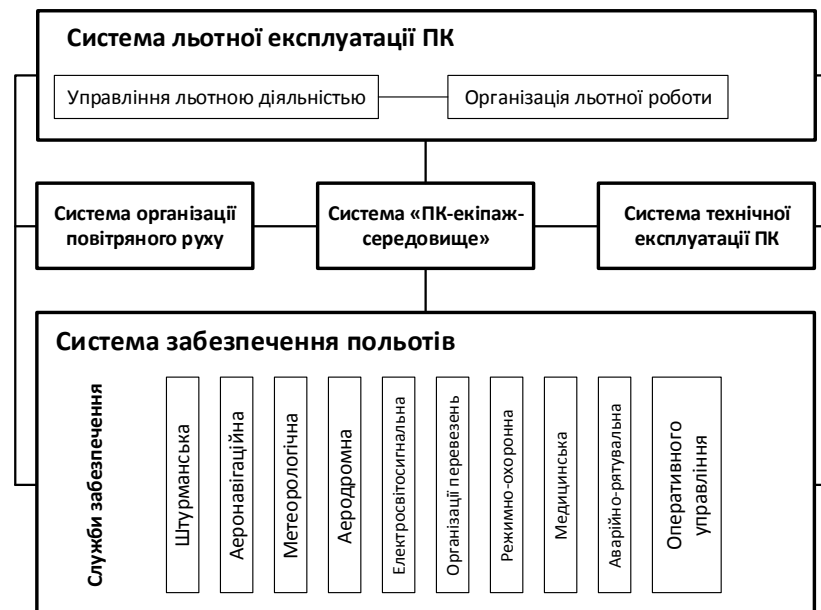 Система льотної експлуатації ПК
Управління льотною діяльністю
Організація льотної роботи
Система організації
повітряного руху
Система «ПК-екіпаж-
середовище»
Система технічної
експлуатації ПК
Система забезпечення польотів
Служби забезпечення
Штурманська
Аеронавігаційна
Метеорологічна
Аеродромна
Електросвітосигнальна
Організації перевезень
Режимно-охоронна
Медицинська
Аварійно-рятувальна
Оперативного
управління